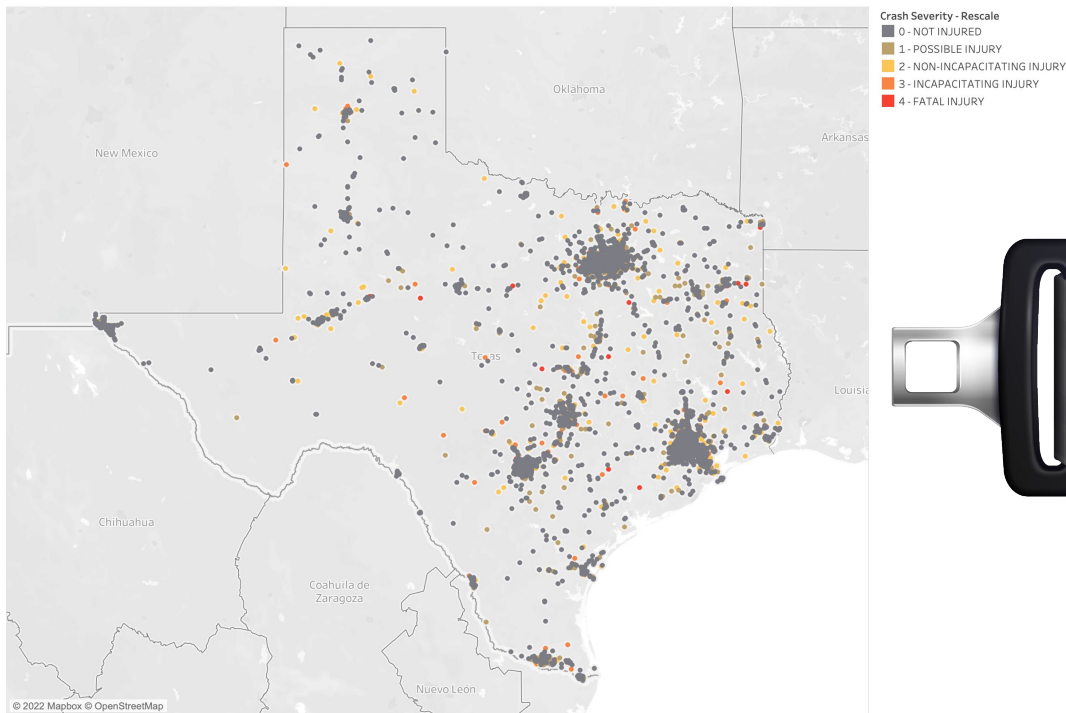 Crash Severity - Rescale
0 - NOT INJURED
1 - POSSIBLE INJURY
2 - NON-INCAPACITATING INJURY
3 - INCAPACITATING INJURY
4 - FATAL INJURY
Oklahoma
Arkansas
New Mexico
Texas
Louisia
Chihuahua
Coahuila de
Zaragoza
Nuevo León
© 2022 Mapbox © OpenStreetMap